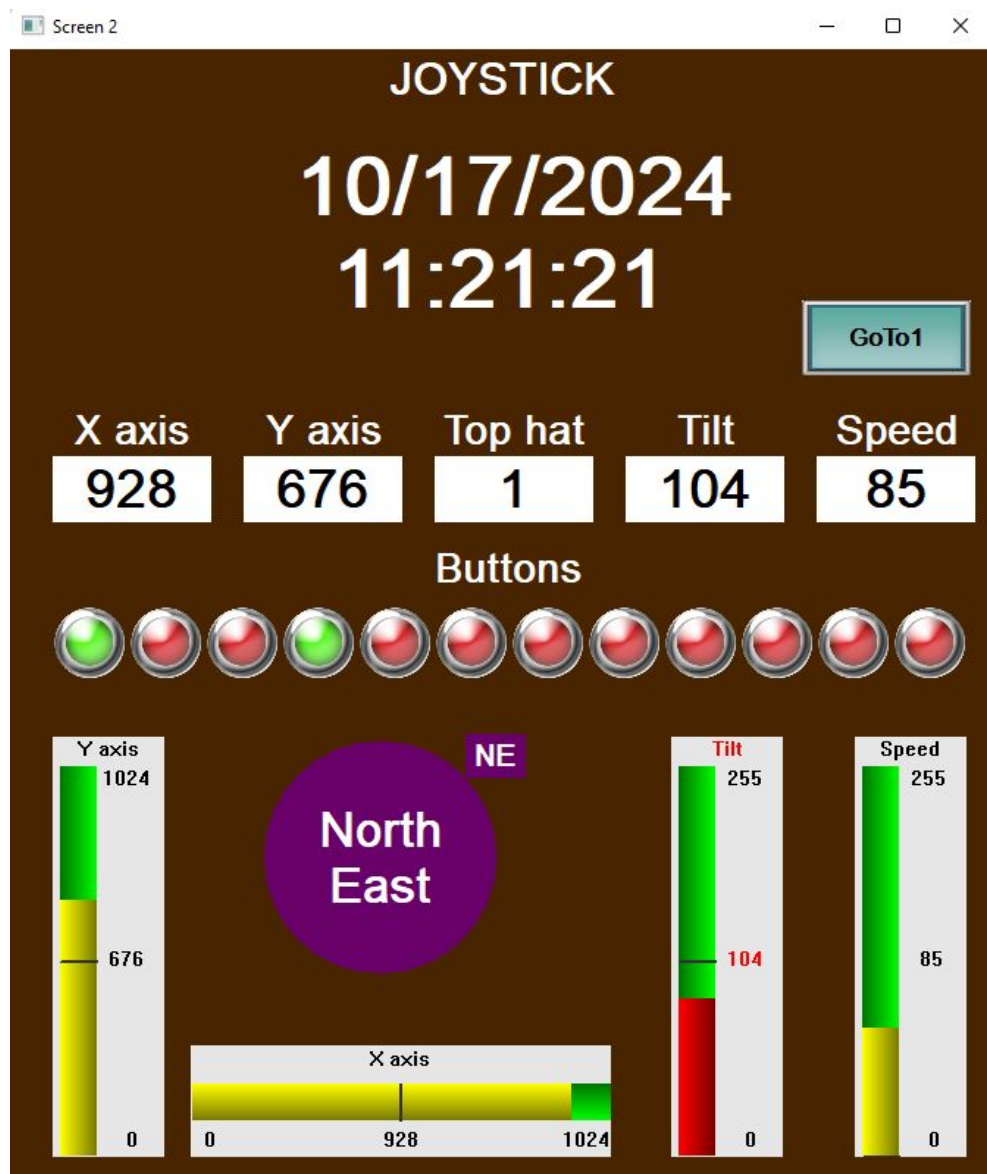 Screen 2
JOYSTICK
10/17/2024
11:21:21
GoTo1
X axis Y axis Top hat Tilt Speed
928 676 1 104 85
Buttons
Y axis
1024
676
0
NE
North
East
X axis
0 928 1024
Tilt
255
104
0
Speed
255
85
0